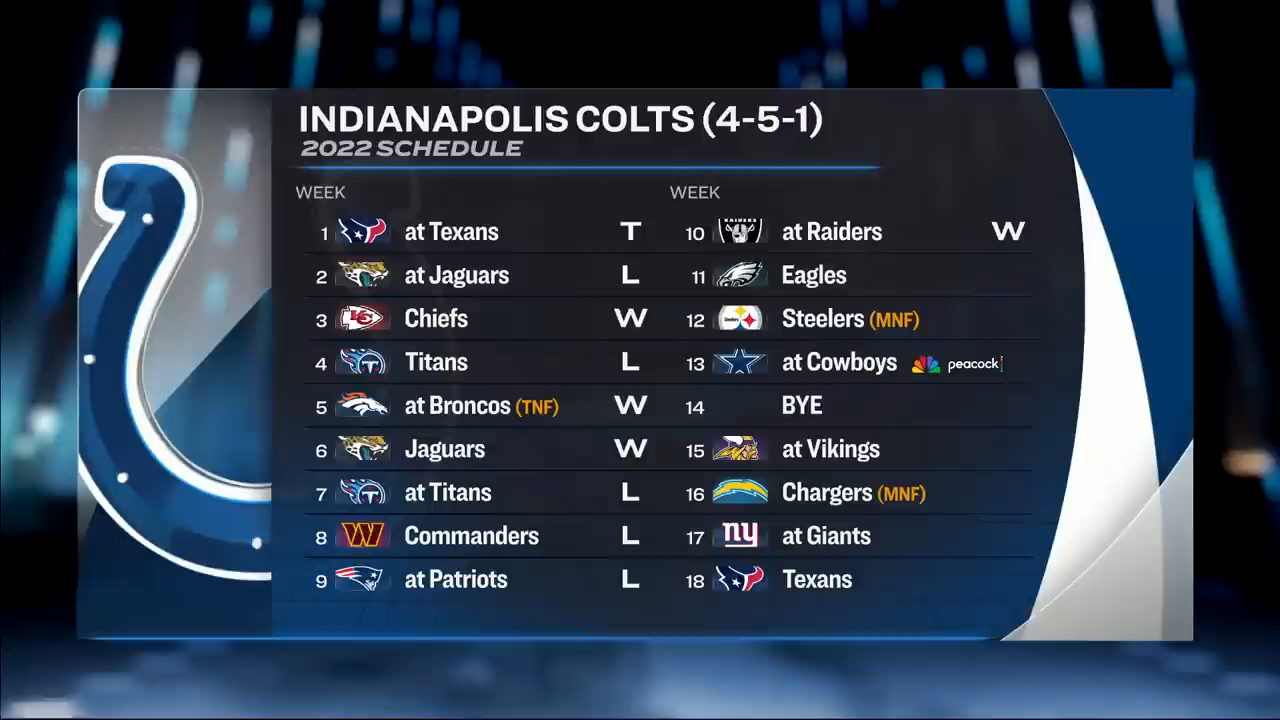 INDIANAPOLIS COLTS (4-5-1)
2022 SCHEDULE
WEEK
1 at Texans T
2 at Jaguars L
3 Chiefs W
4 Titans L
5 at Broncos (TNF) W
6 Jaguars W
7 at Titans L
8 Commanders L
9 at Patriots L
WEEK
10 RAIDERS at Raiders W
11 Eagles
12 Steelers Steelers (MNF)
13 at Cowboys peacock
14 BYE
15 at Vikings
16 Chargers (MNF)
17 ny at Giants
18 Texans